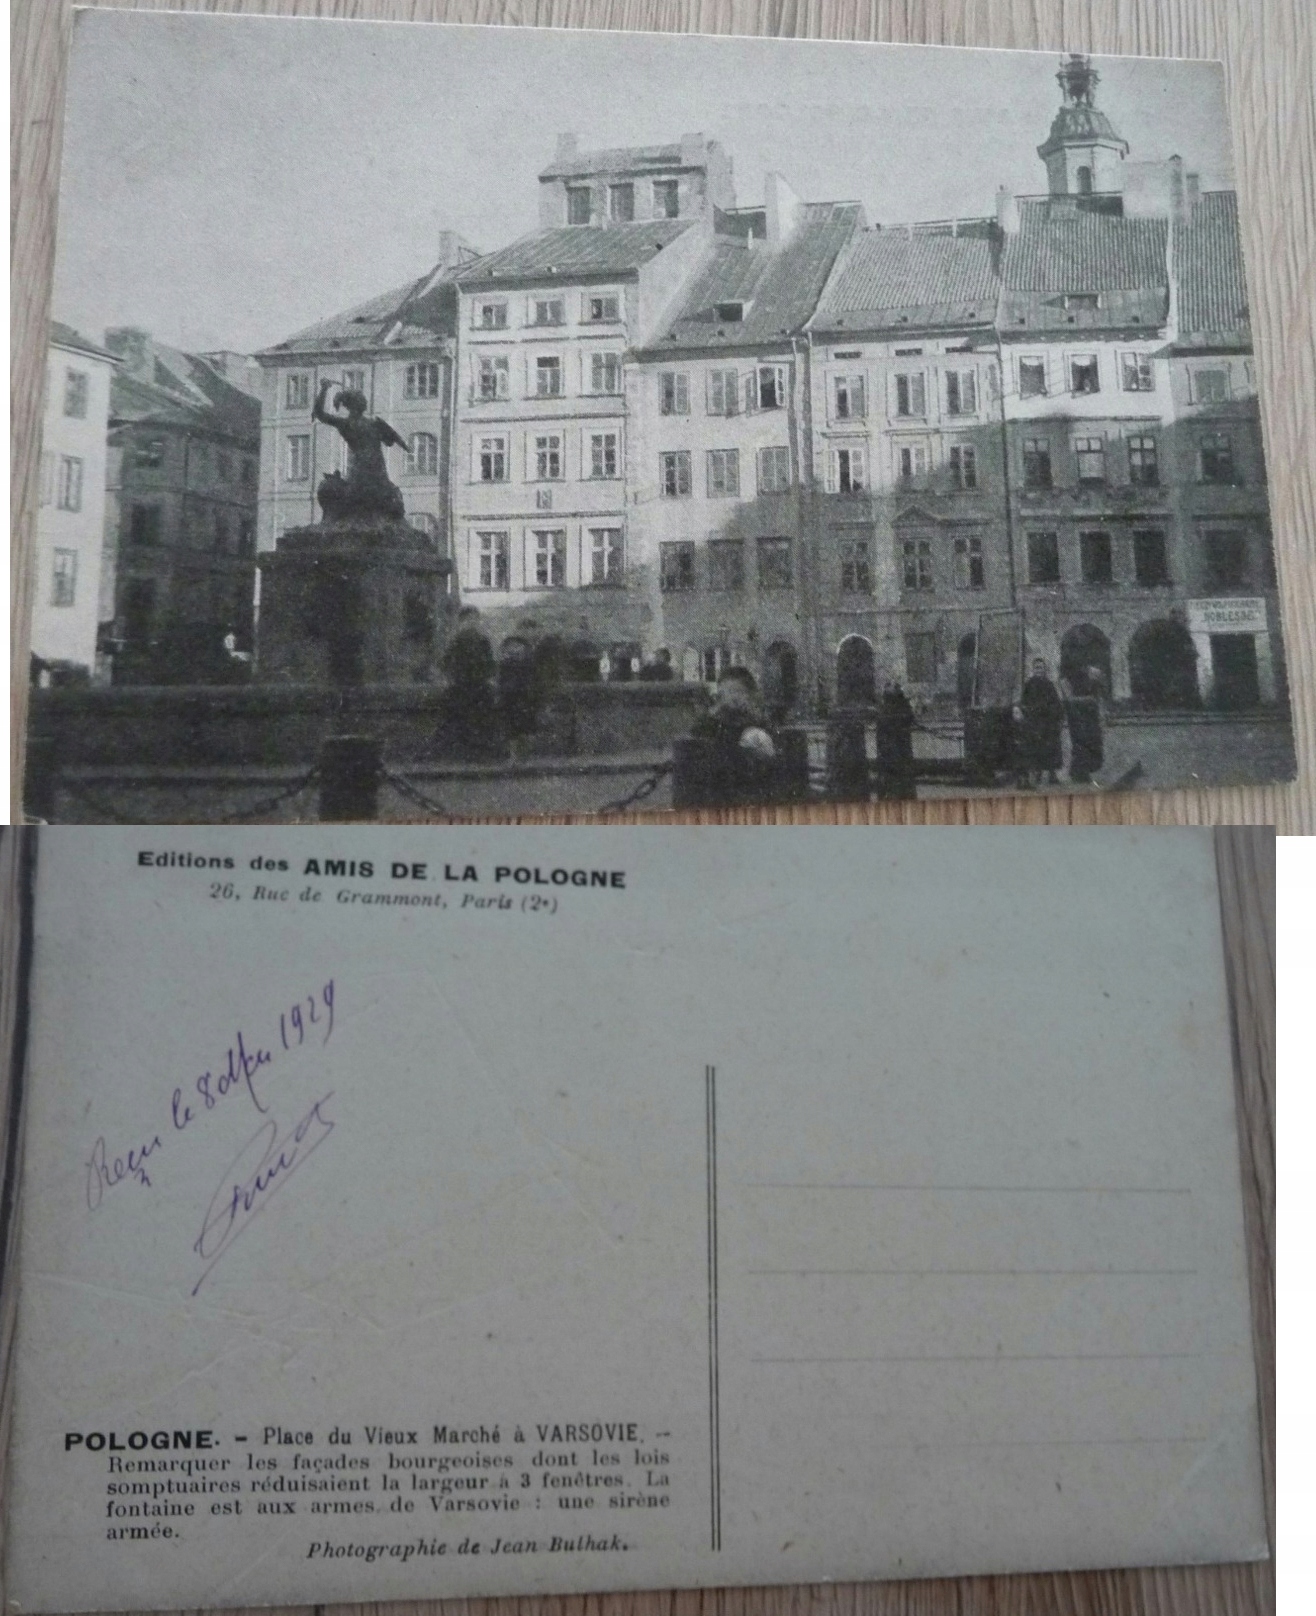 "NOBLESSE"
Editions des AMIS DE LA POLOGNE
26, Rue de Grammont, Paris (2e)
Reçu le 8 1929
POLOGNE. – Place du Vieux Marché à VARSOVIE. –
Remarquer les façades bourgeoises dont les lois
somptuaires réduisaient la largeur à 3 fenêtres. La
fontaine est aux armes de Varsovie : une sirène
armée.
Photographie de Jean Bulhak.